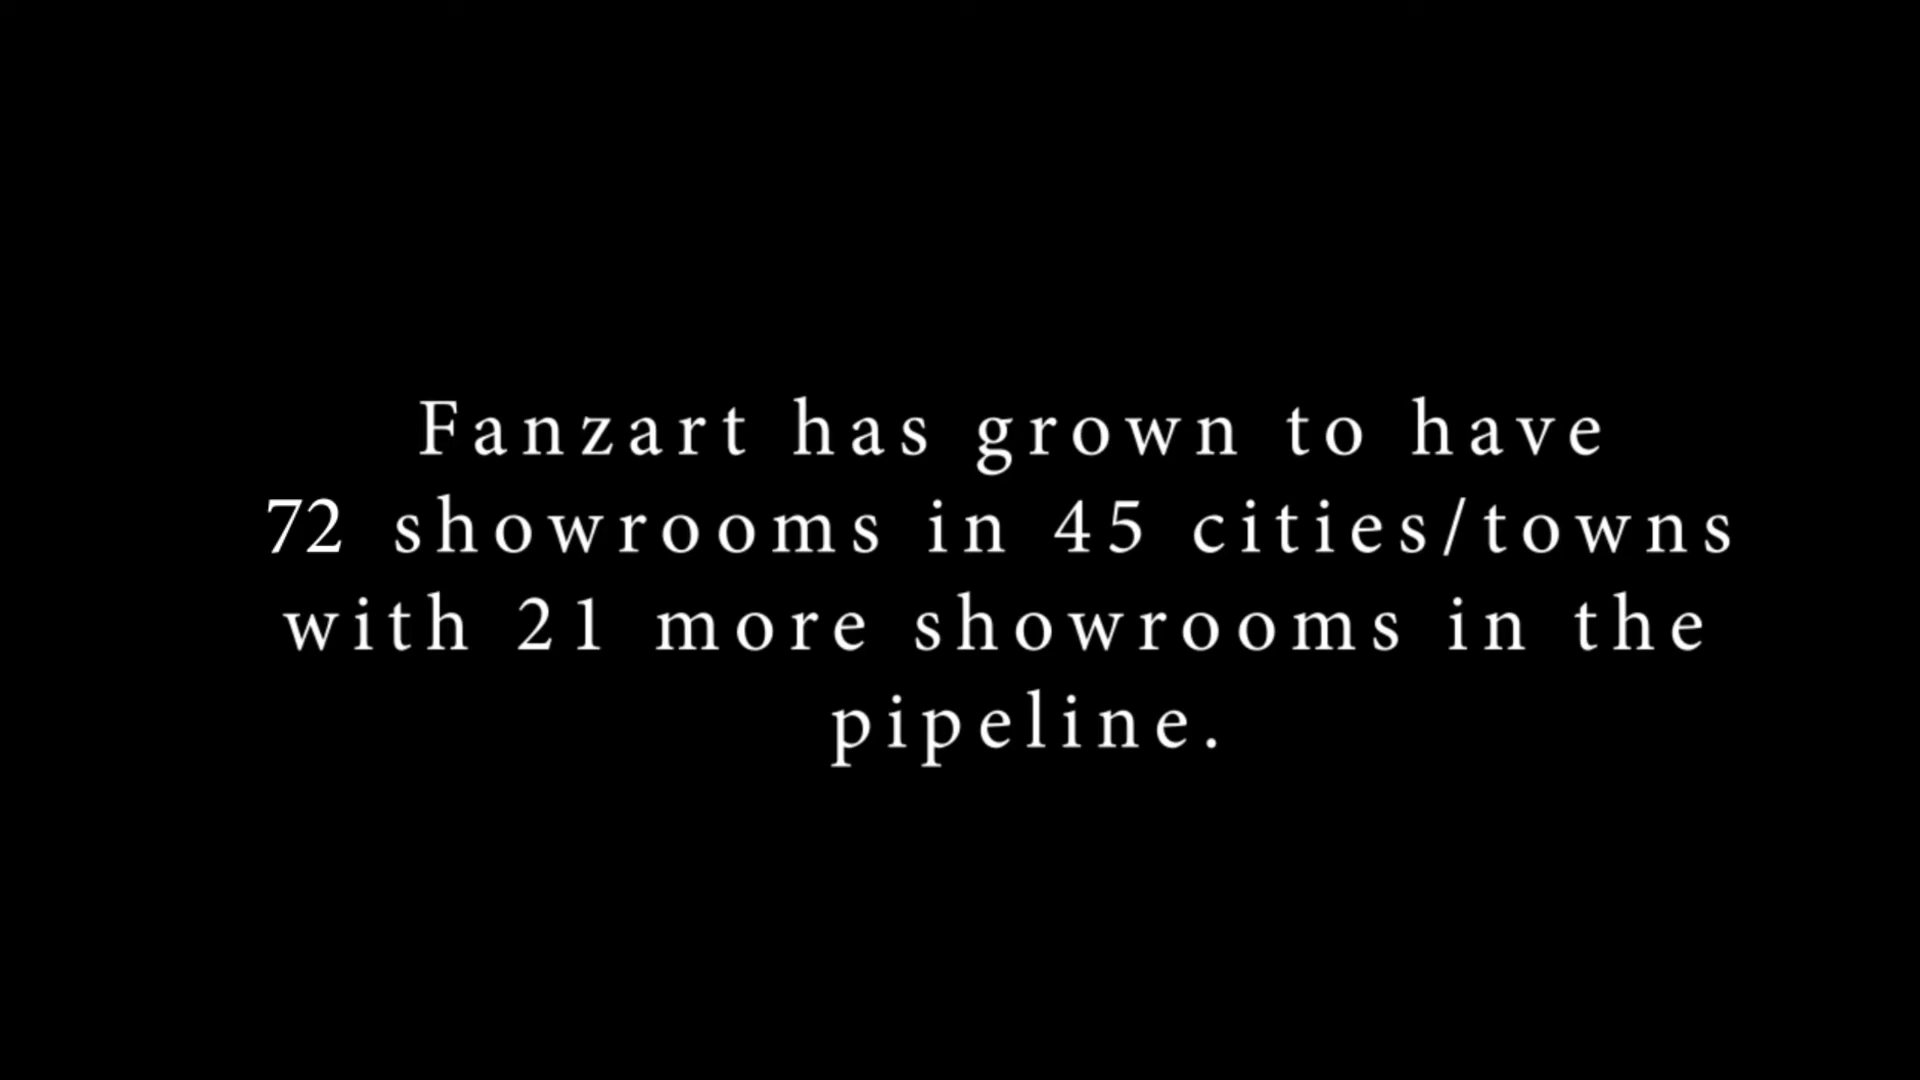 Fanzart has grown to have
72 showrooms in 45 cities/towns
with 21 more showrooms in the
pipeline.